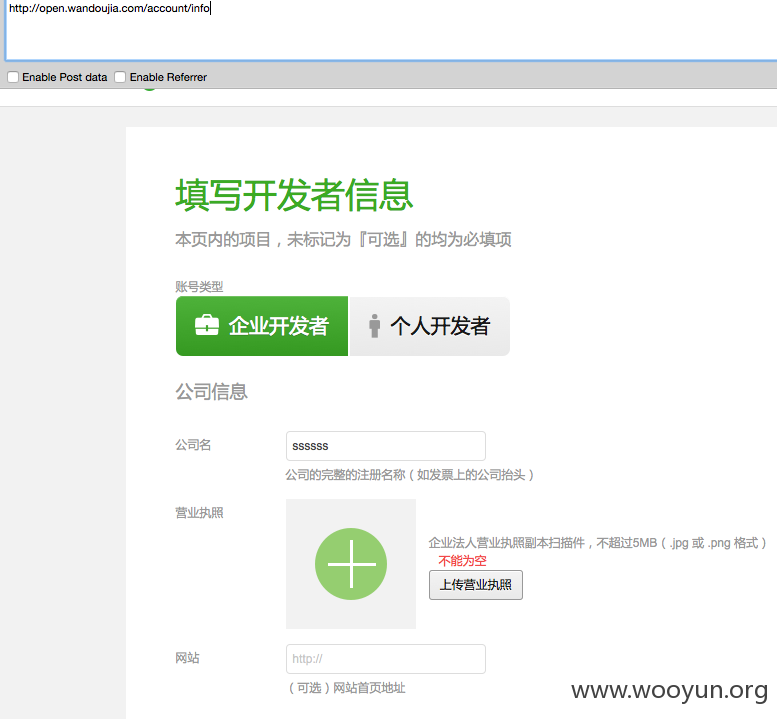 http://open.wandoujia.com/account/info
Enable Post data Enable Referrer
填写开发者信息
本页内的项目，未标记为『可选』的均为必填项
账号类型
企业开发者 个人开发者
公司信息
公司名 ssssss
公司的完整的注册名称（如发票上的公司抬头）
营业执照
企业法人营业执照副本扫描件，不超过5MB（.jpg 或 .png 格式）
不能为空
上传营业执照
网站 http://
（可选）网站首页地址
www.wooyun.org